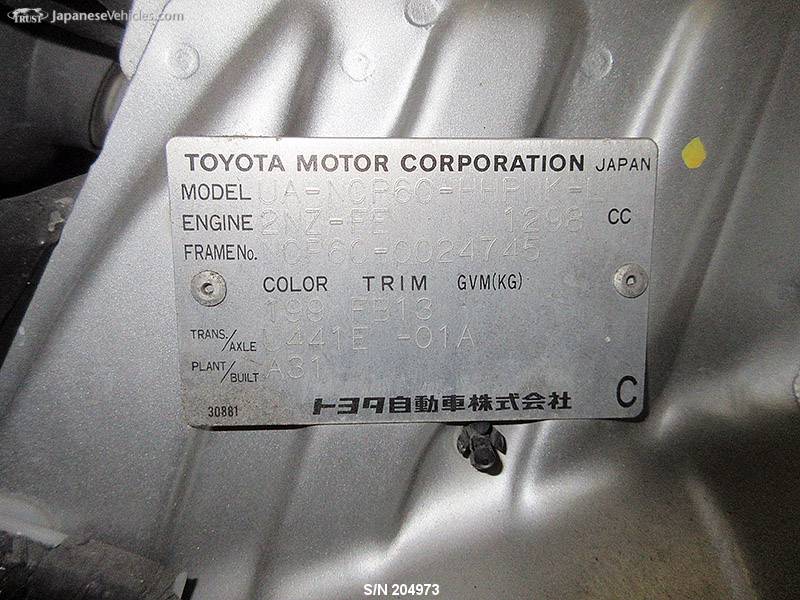 TRUST JapaneseVehicles.com
TOYOTA MOTOR CORPORATION JAPAN
MODEL UA-NCP60-HHPNK-L
ENGINE 2NZ-FE 1298 CC
FRAME No. NCP60-0024745
COLOR TRIM GVM(KG)
199 FB13
TRANS./AXLE U441E -01A
PLANT/BUILT A31
30881 トヨタ自動車株式会社 C
S/N 204973